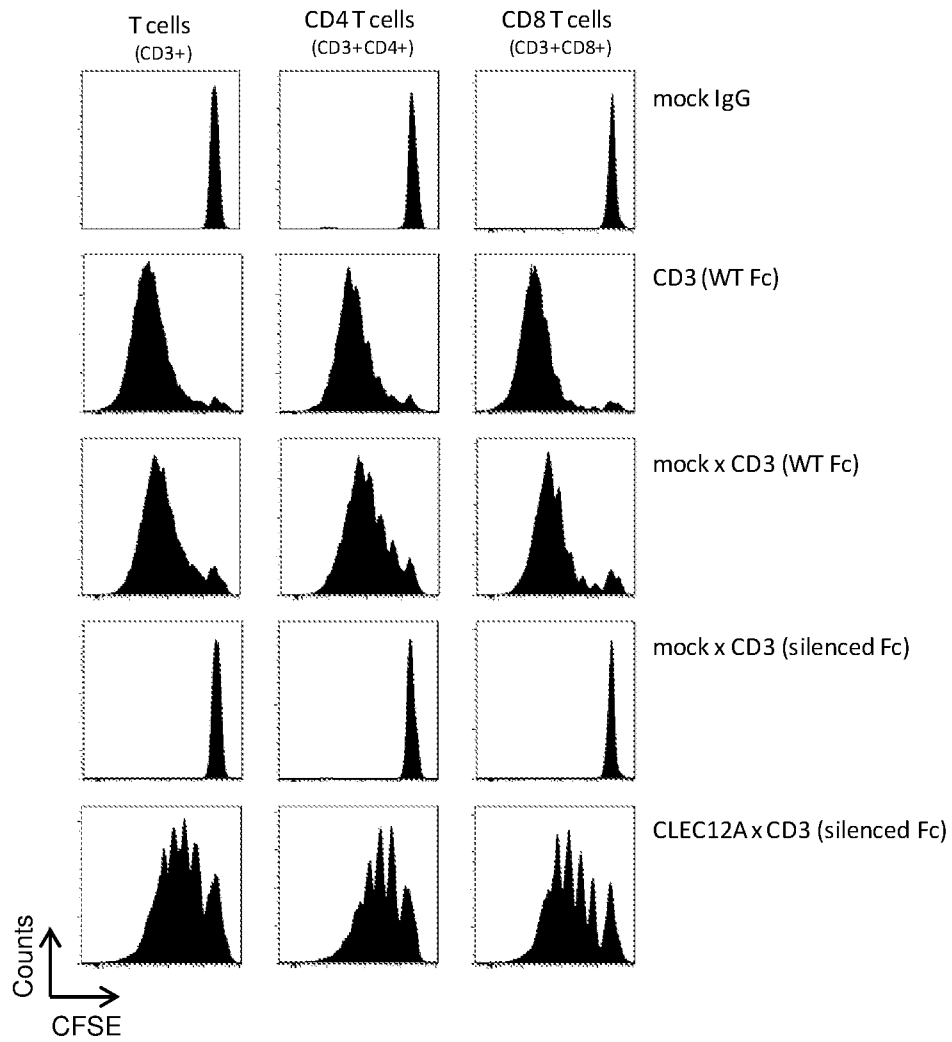 T cells
(CD3+)
CD4 T cells
(CD3+CD4+)
CD8 T cells
(CD3+CD8+)
mock IgG
CD3 (WT Fc)
mock x CD3 (WT Fc)
mock x CD3 (silenced Fc)
CLEC12A x CD3 (silenced Fc)
Counts
CFSE